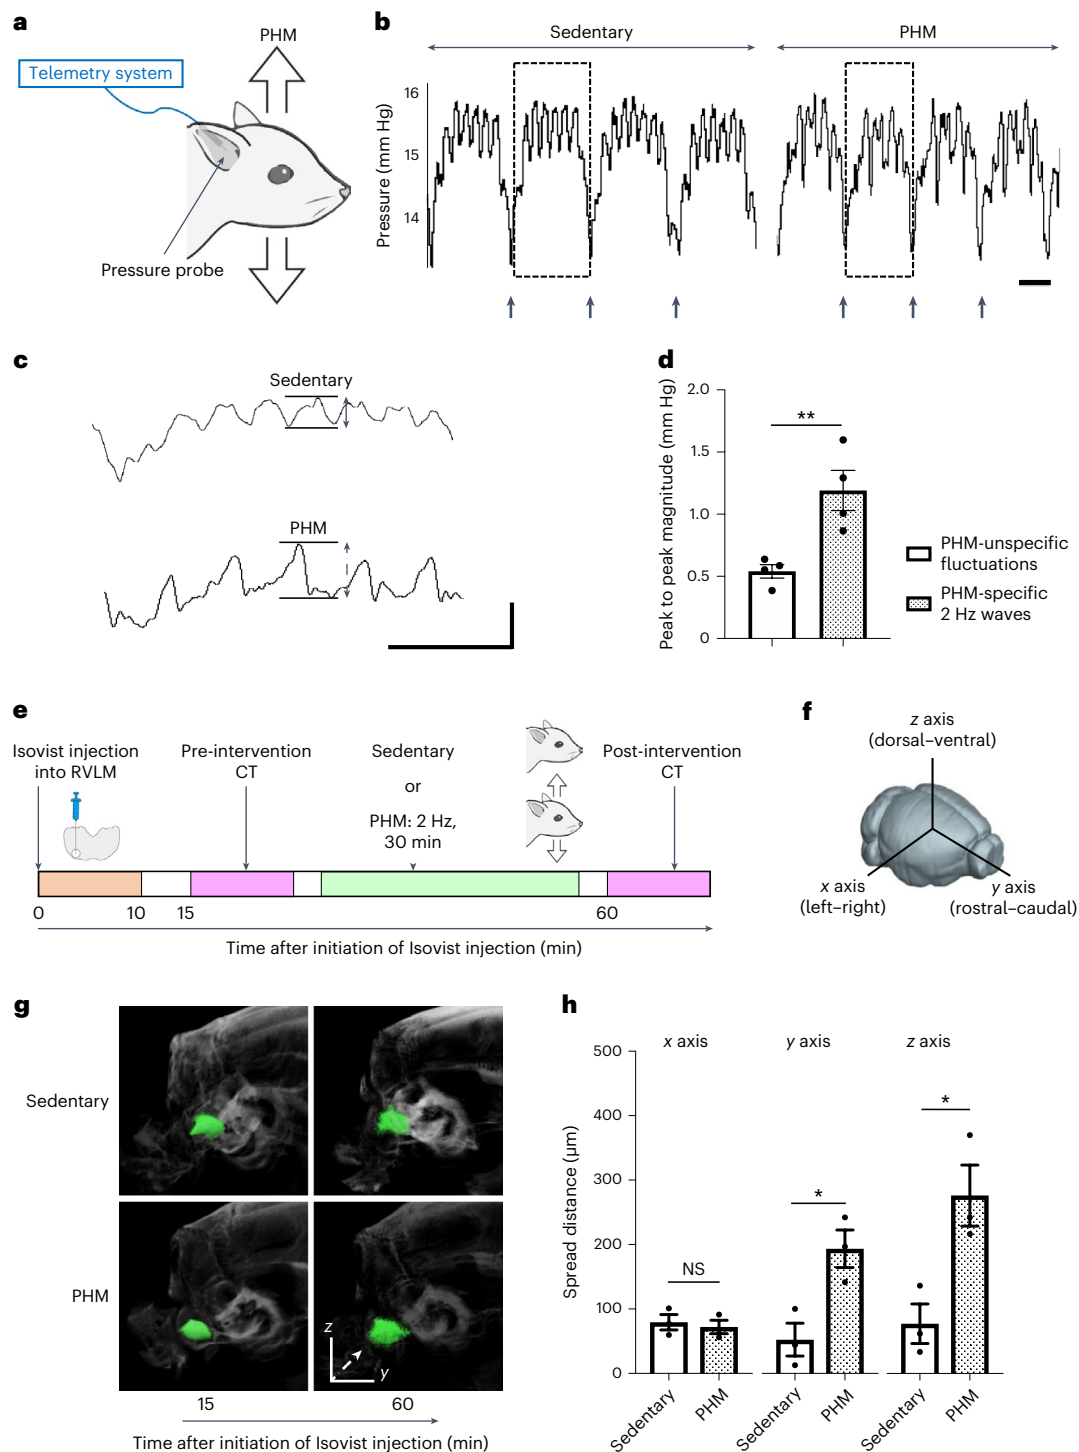 a
PHM
Telemetry system
Pressure probe
b
Sedentary
PHM
Pressure (mm Hg)
16
15
14
c
Sedentary
PHM
d
Peak to peak magnitude (mm Hg)
2.0
1.5
1.0
0.5
0
**
PHM-unspecific
fluctuations
PHM-specific
2 Hz waves
e
Isovist injection
into RVLM
Pre-intervention
CT
Sedentary
or
PHM: 2 Hz,
30 min
Post-intervention
CT
0
10
15
60
Time after initiation of Isovist injection (min)
f
z axis
(dorsal–ventral)
x axis
(left–right)
y axis
(rostral–caudal)
g
Sedentary
PHM
z
y
15
60
Time after initiation of Isovist injection (min)
h
x axis
y axis
z axis
Spread distance (µm)
500
400
300
200
100
0
NS
*
*
Sedentary
PHM
Sedentary
PHM
Sedentary
PHM